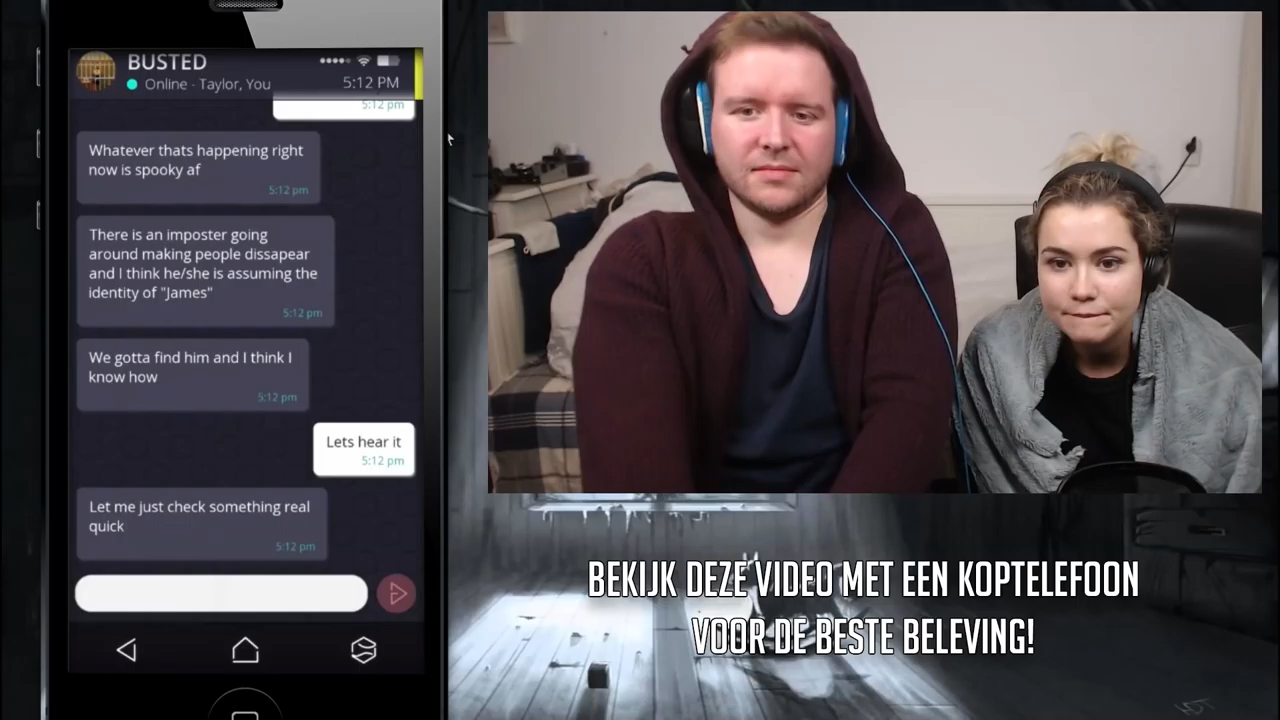 BUSTED
Online - Taylor, You
5:12 PM
5:12 pm
Whatever thats happening right
now is spooky af
5:12 pm
There is an imposter going
around making people dissapear
and I think he/she is assuming the
identity of "James"
5:12 pm
We gotta find him and I think I
know how
5:12 pm
Lets hear it
5:12 pm
Let me just check something real
quick
5:12 pm
BEKIJK DEZE VIDEO MET EEN KOPTELEFOON
VOOR DE BESTE BELEVING!